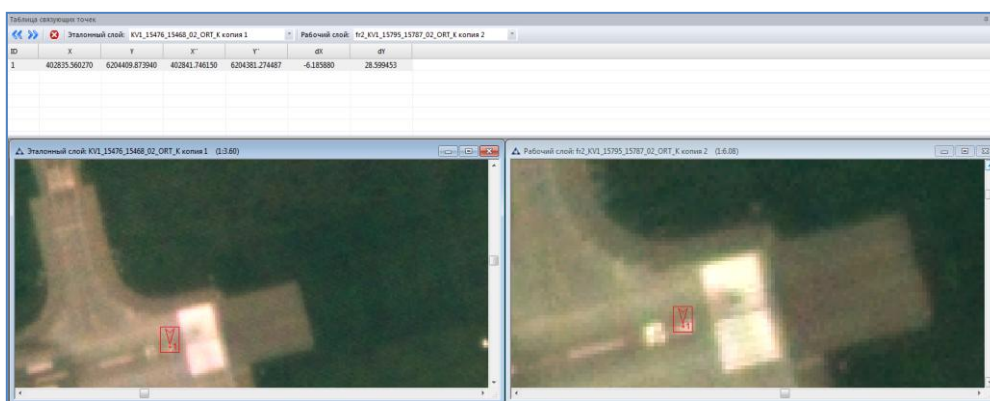 Таблица связующих точек
Эталонный слой: KV1_15476_15468_02_ORT_K копия 1 Рабочий слой: fr2_KV1_15795_15787_02_ORT_K копия 2
ID X Y X' Y' dX dY
1 402835.560270 6204409.873940 402841.746150 6204381.274487 -6.185880 28.599453
Эталонный слой: KV1_15476_15468_02_ORT_K копия 1 (1:3.60)
Рабочий слой: fr2_KV1_15795_15787_02_ORT_K копия 2 (1:6.08)
1
1